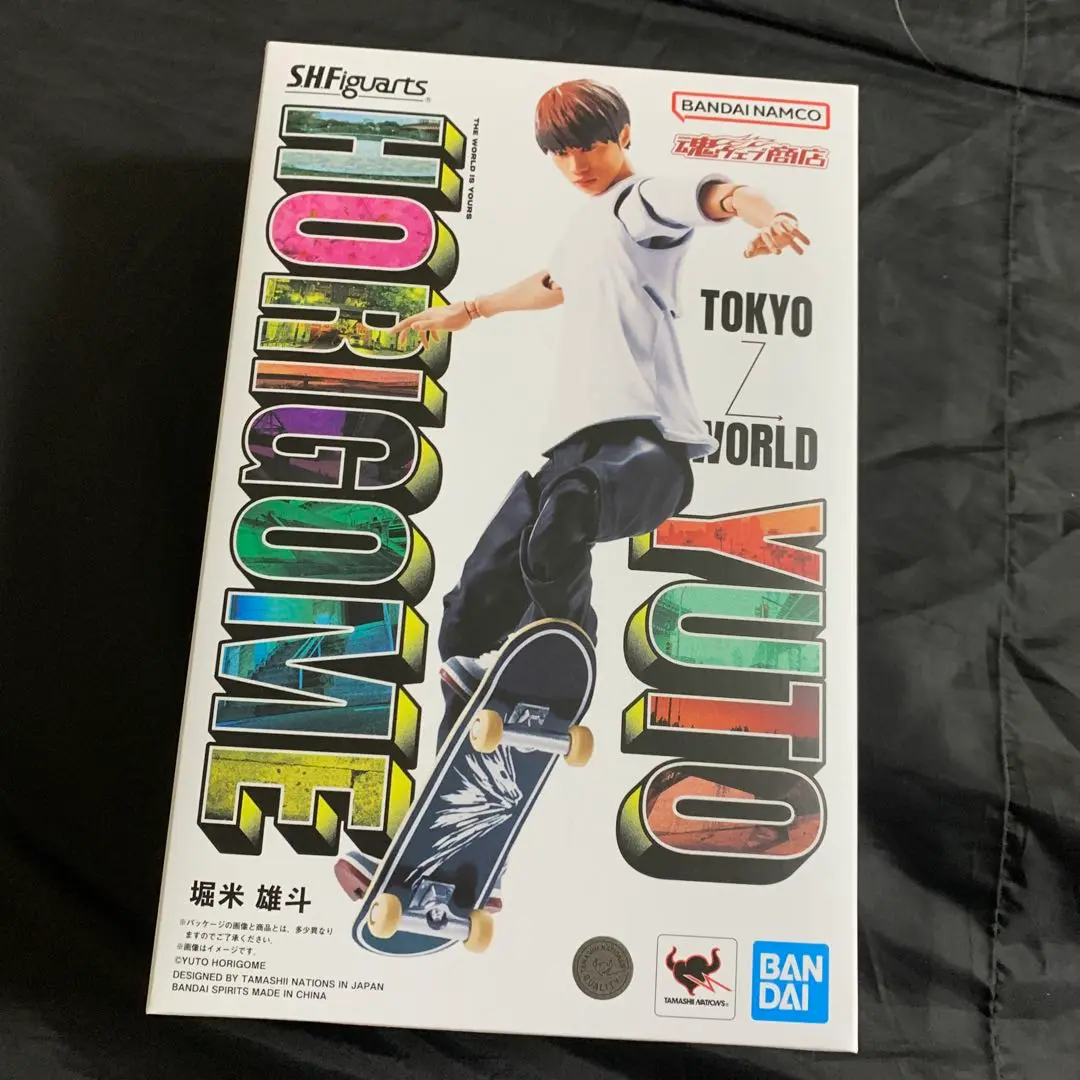 S.H.Figuarts
THE WORLD IS YOURS
HORIGOME
BANDAI NAMCO
魂ウェブ商店
TOKYO
WORLD
YUTO
堀米 雄斗
※パッケージの画像と商品とは、多少異なり
ますのでご了承ください。
※画像はイメージです。
©YUTO HORIGOME
DESIGNED BY TAMASHII NATIONS IN JAPAN
BANDAI SPIRITS MADE IN CHINA
TAMASHII NATIONS
QUALITY
TAMASHII NATIONS
BAN
DAI